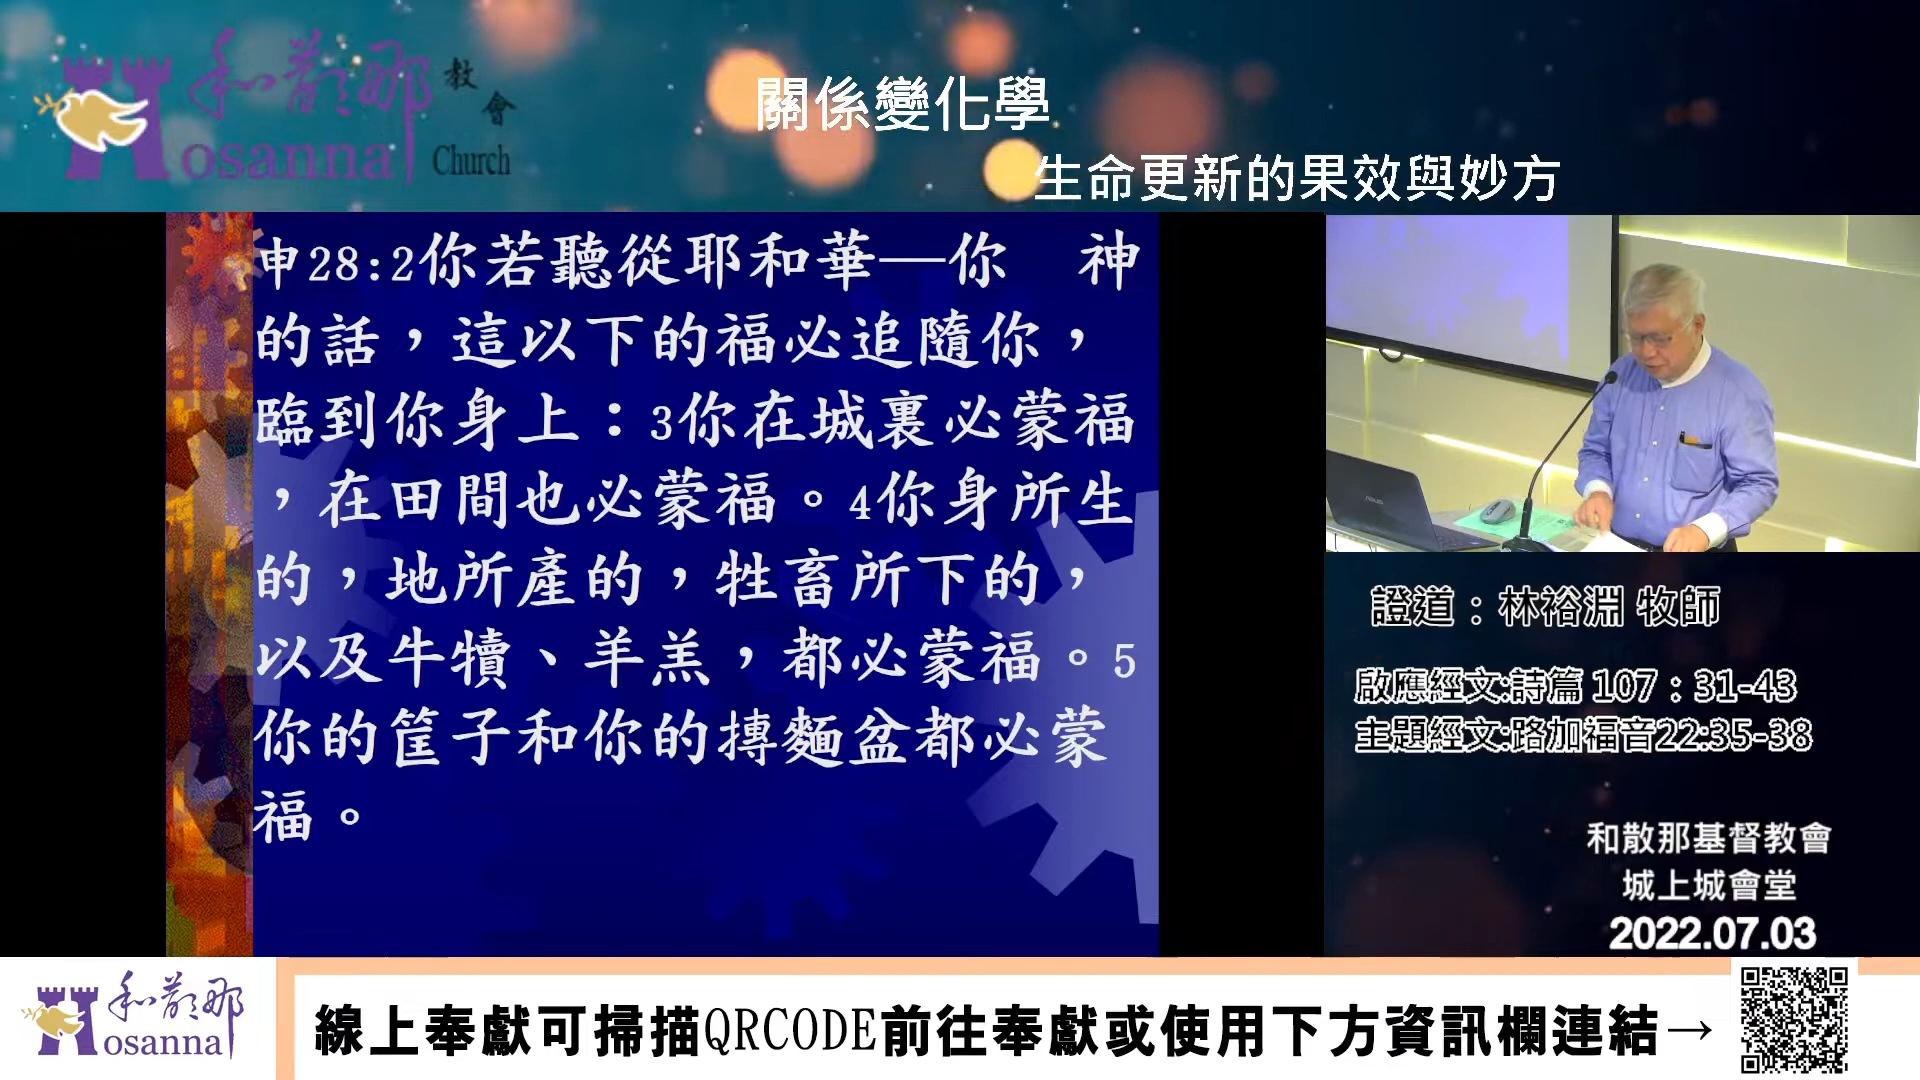 和散那教會
Hosanna Church
關係變化學
生命更新的果效與妙方
申28:2你若聽從耶和華—你　神
的話，這以下的福必追隨你，
臨到你身上：3你在城裏必蒙福
，在田間也必蒙福。4你身所生
的，地所產的，牲畜所下的，
以及牛犢、羊羔，都必蒙福。5
你的筐子和你的摶麵盆都必蒙
福。
證道：林裕淵 牧師
啟應經文:詩篇 107：31-43
主題經文:路加福音22:35-38
和散那基督教會
城上城會堂
2022.07.03
和散那
Hosanna
線上奉獻可掃描QRCODE前往奉獻或使用下方資訊欄連結→